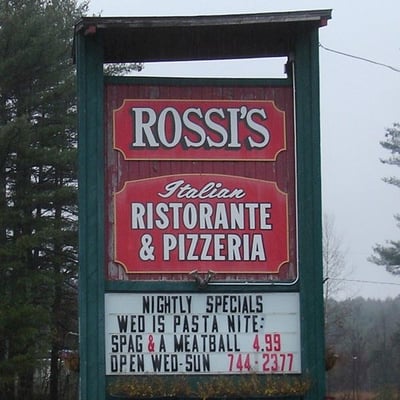 ROSSI'S
Italian
RISTORANTE
& PIZZERIA
NIGHTLY SPECIALS
WED IS PASTA NITE:
SPAG & A MEATBALL 4.99
OPEN WED-SUN 744-2377